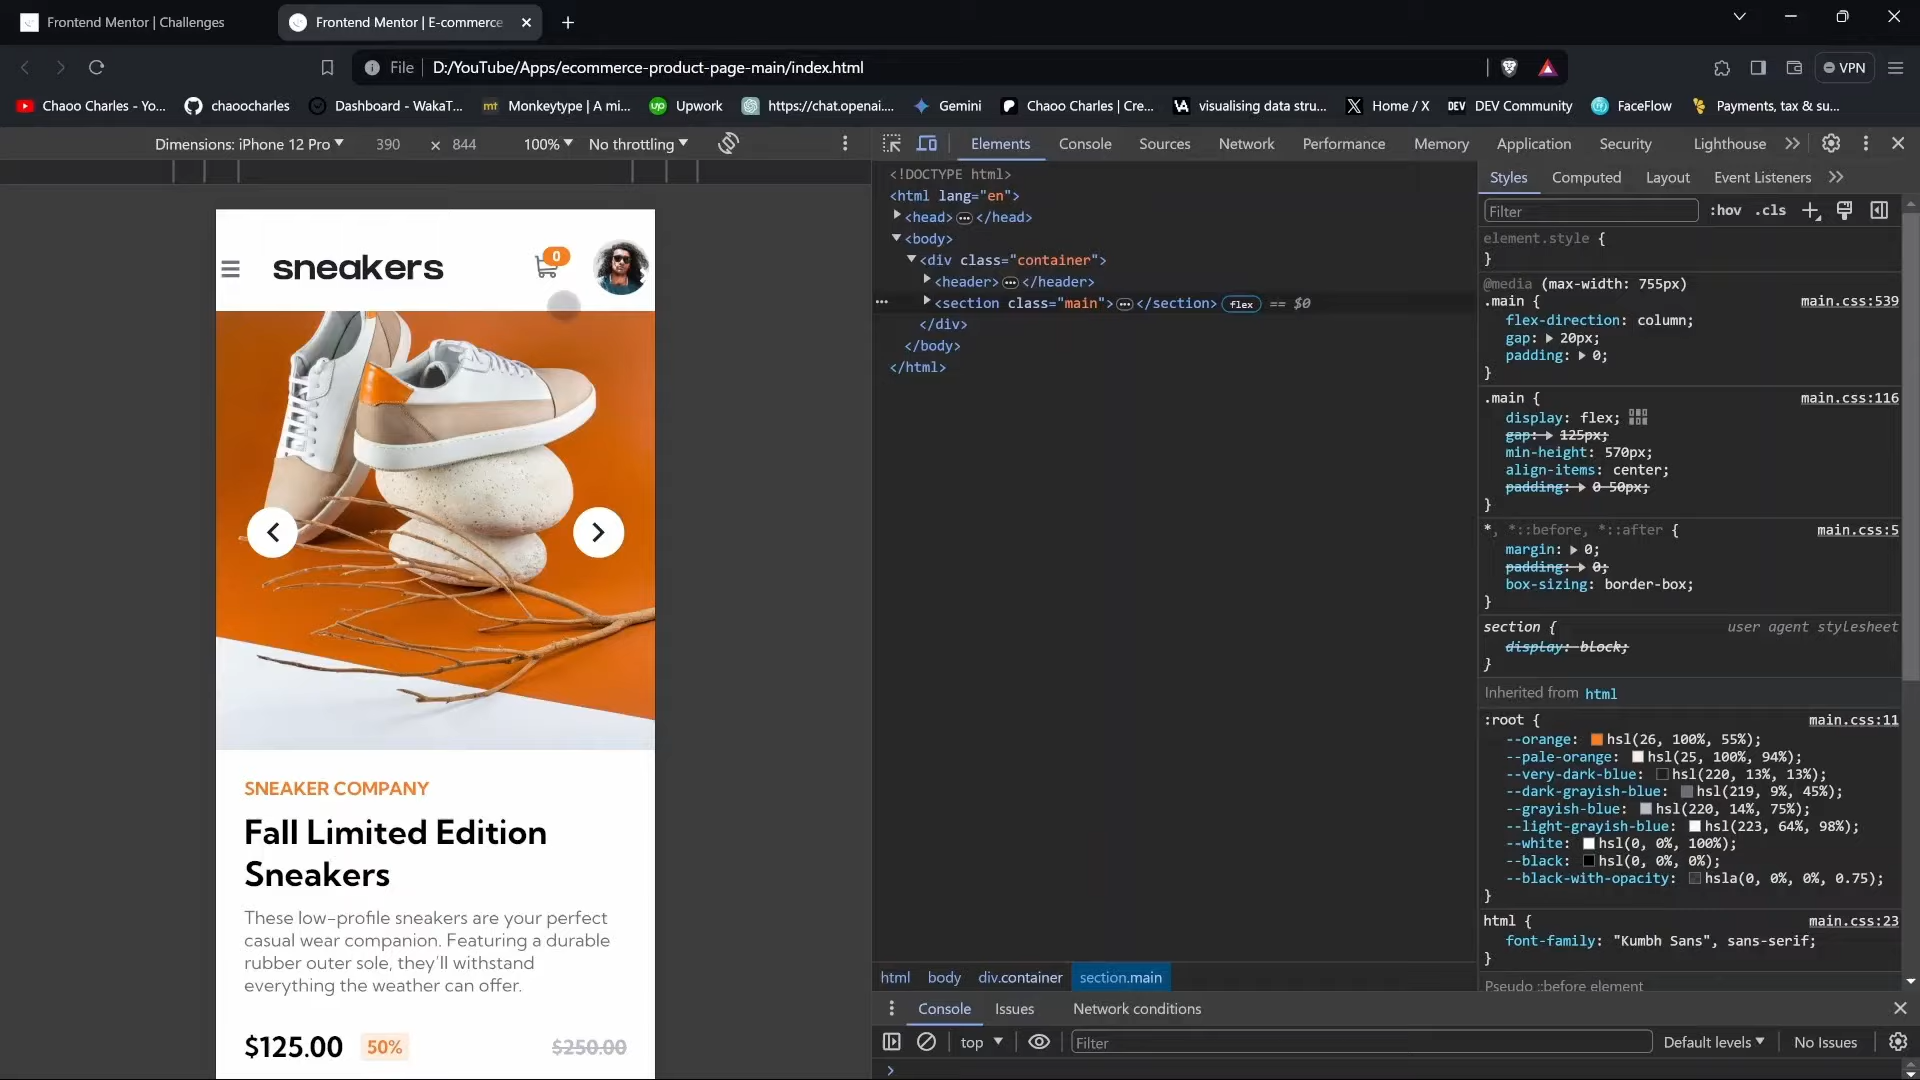 Frontend Mentor | Challenges
Frontend Mentor | E-commerce
File
D:/YouTube/Apps/ecommerce-product-page-main/index.html
VPN
Chaoo Charles - Yo...
chaoocharles
Dashboard - WakaT...
mt Monkeytype | A mi...
up Upwork
https://chat.openai....
Gemini
Chaoo Charles | Cre...
visualising data stru...
Home / X
DEV DEV Community
FaceFlow
Payments, tax & su...
Dimensions: iPhone 12 Pro
390 × 844
100%
No throttling
Elements
Console
Sources
Network
Performance
Memory
Application
Security
Lighthouse
sneakers
0
SNEAKER COMPANY
Fall Limited Edition
Sneakers
These low-profile sneakers are your perfect
casual wear companion. Featuring a durable
rubber outer sole, they'll withstand
everything the weather can offer.
$125.00
50%
$250.00
<!DOCTYPE html>
<html lang="en">
<head> ••• </head>
<body>
<div class="container">
<header> ••• </header>
••• <section class="main"> ••• </section> flex == $0
</div>
</body>
</html>
html body div.container section.main
Styles
Computed
Layout
Event Listeners
Filter
:hov .cls
element.style {
}
@media (max-width: 755px)
.main { main.css:539
flex-direction: column;
gap: 20px;
padding: 0;
}
.main { main.css:116
display: flex;
gap: 125px;
min-height: 570px;
align-items: center;
padding: 0 50px;
}
*, *::before, *::after { main.css:5
margin: 0;
padding: 0;
box-sizing: border-box;
}
section { user agent stylesheet
display: block;
}
Inherited from html
:root { main.css:11
--orange: hsl(26, 100%, 55%);
--pale-orange: hsl(25, 100%, 94%);
--very-dark-blue: hsl(220, 13%, 13%);
--dark-grayish-blue: hsl(219, 9%, 45%);
--grayish-blue: hsl(220, 14%, 75%);
--light-grayish-blue: hsl(223, 64%, 98%);
--white: hsl(0, 0%, 100%);
--black: hsl(0, 0%, 0%);
--black-with-opacity: hsla(0, 0%, 0%, 0.75);
}
html { main.css:23
font-family: "Kumbh Sans", sans-serif;
}
Pseudo ::before element
Console
Issues
Network conditions
top
Filter
Default levels
No Issues